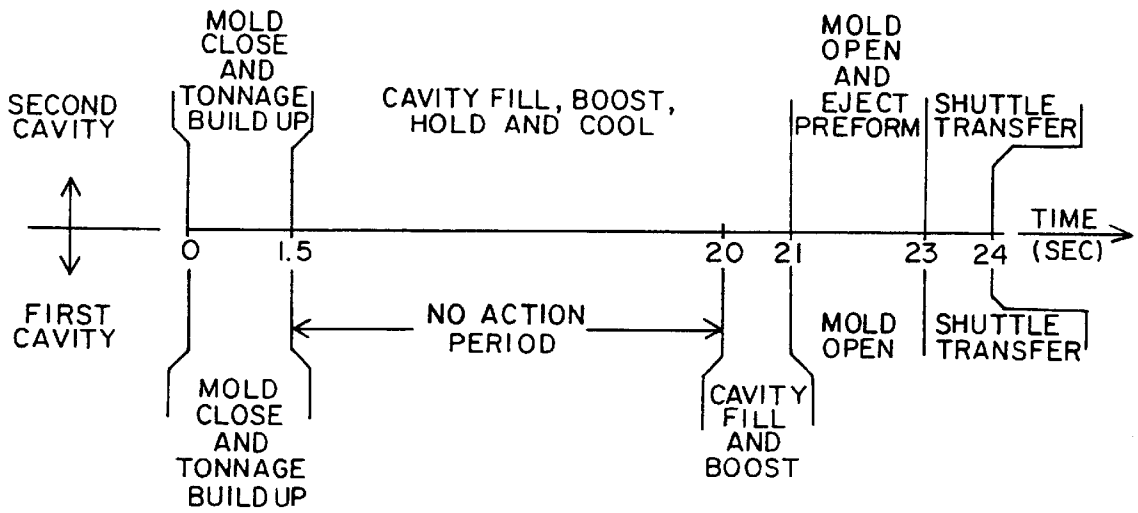 MOLD
CLOSE
AND
TONNAGE
BUILD UP
SECOND
CAVITY
CAVITY FILL, BOOST,
HOLD AND COOL
MOLD
OPEN
AND
EJECT
PREFORM
SHUTTLE
TRANSFER
0
1.5
20
21
23
24
TIME
(SEC)
FIRST
CAVITY
MOLD
CLOSE
AND
TONNAGE
BUILD UP
NO ACTION
PERIOD
CAVITY
FILL
AND
BOOST
MOLD
OPEN
SHUTTLE
TRANSFER